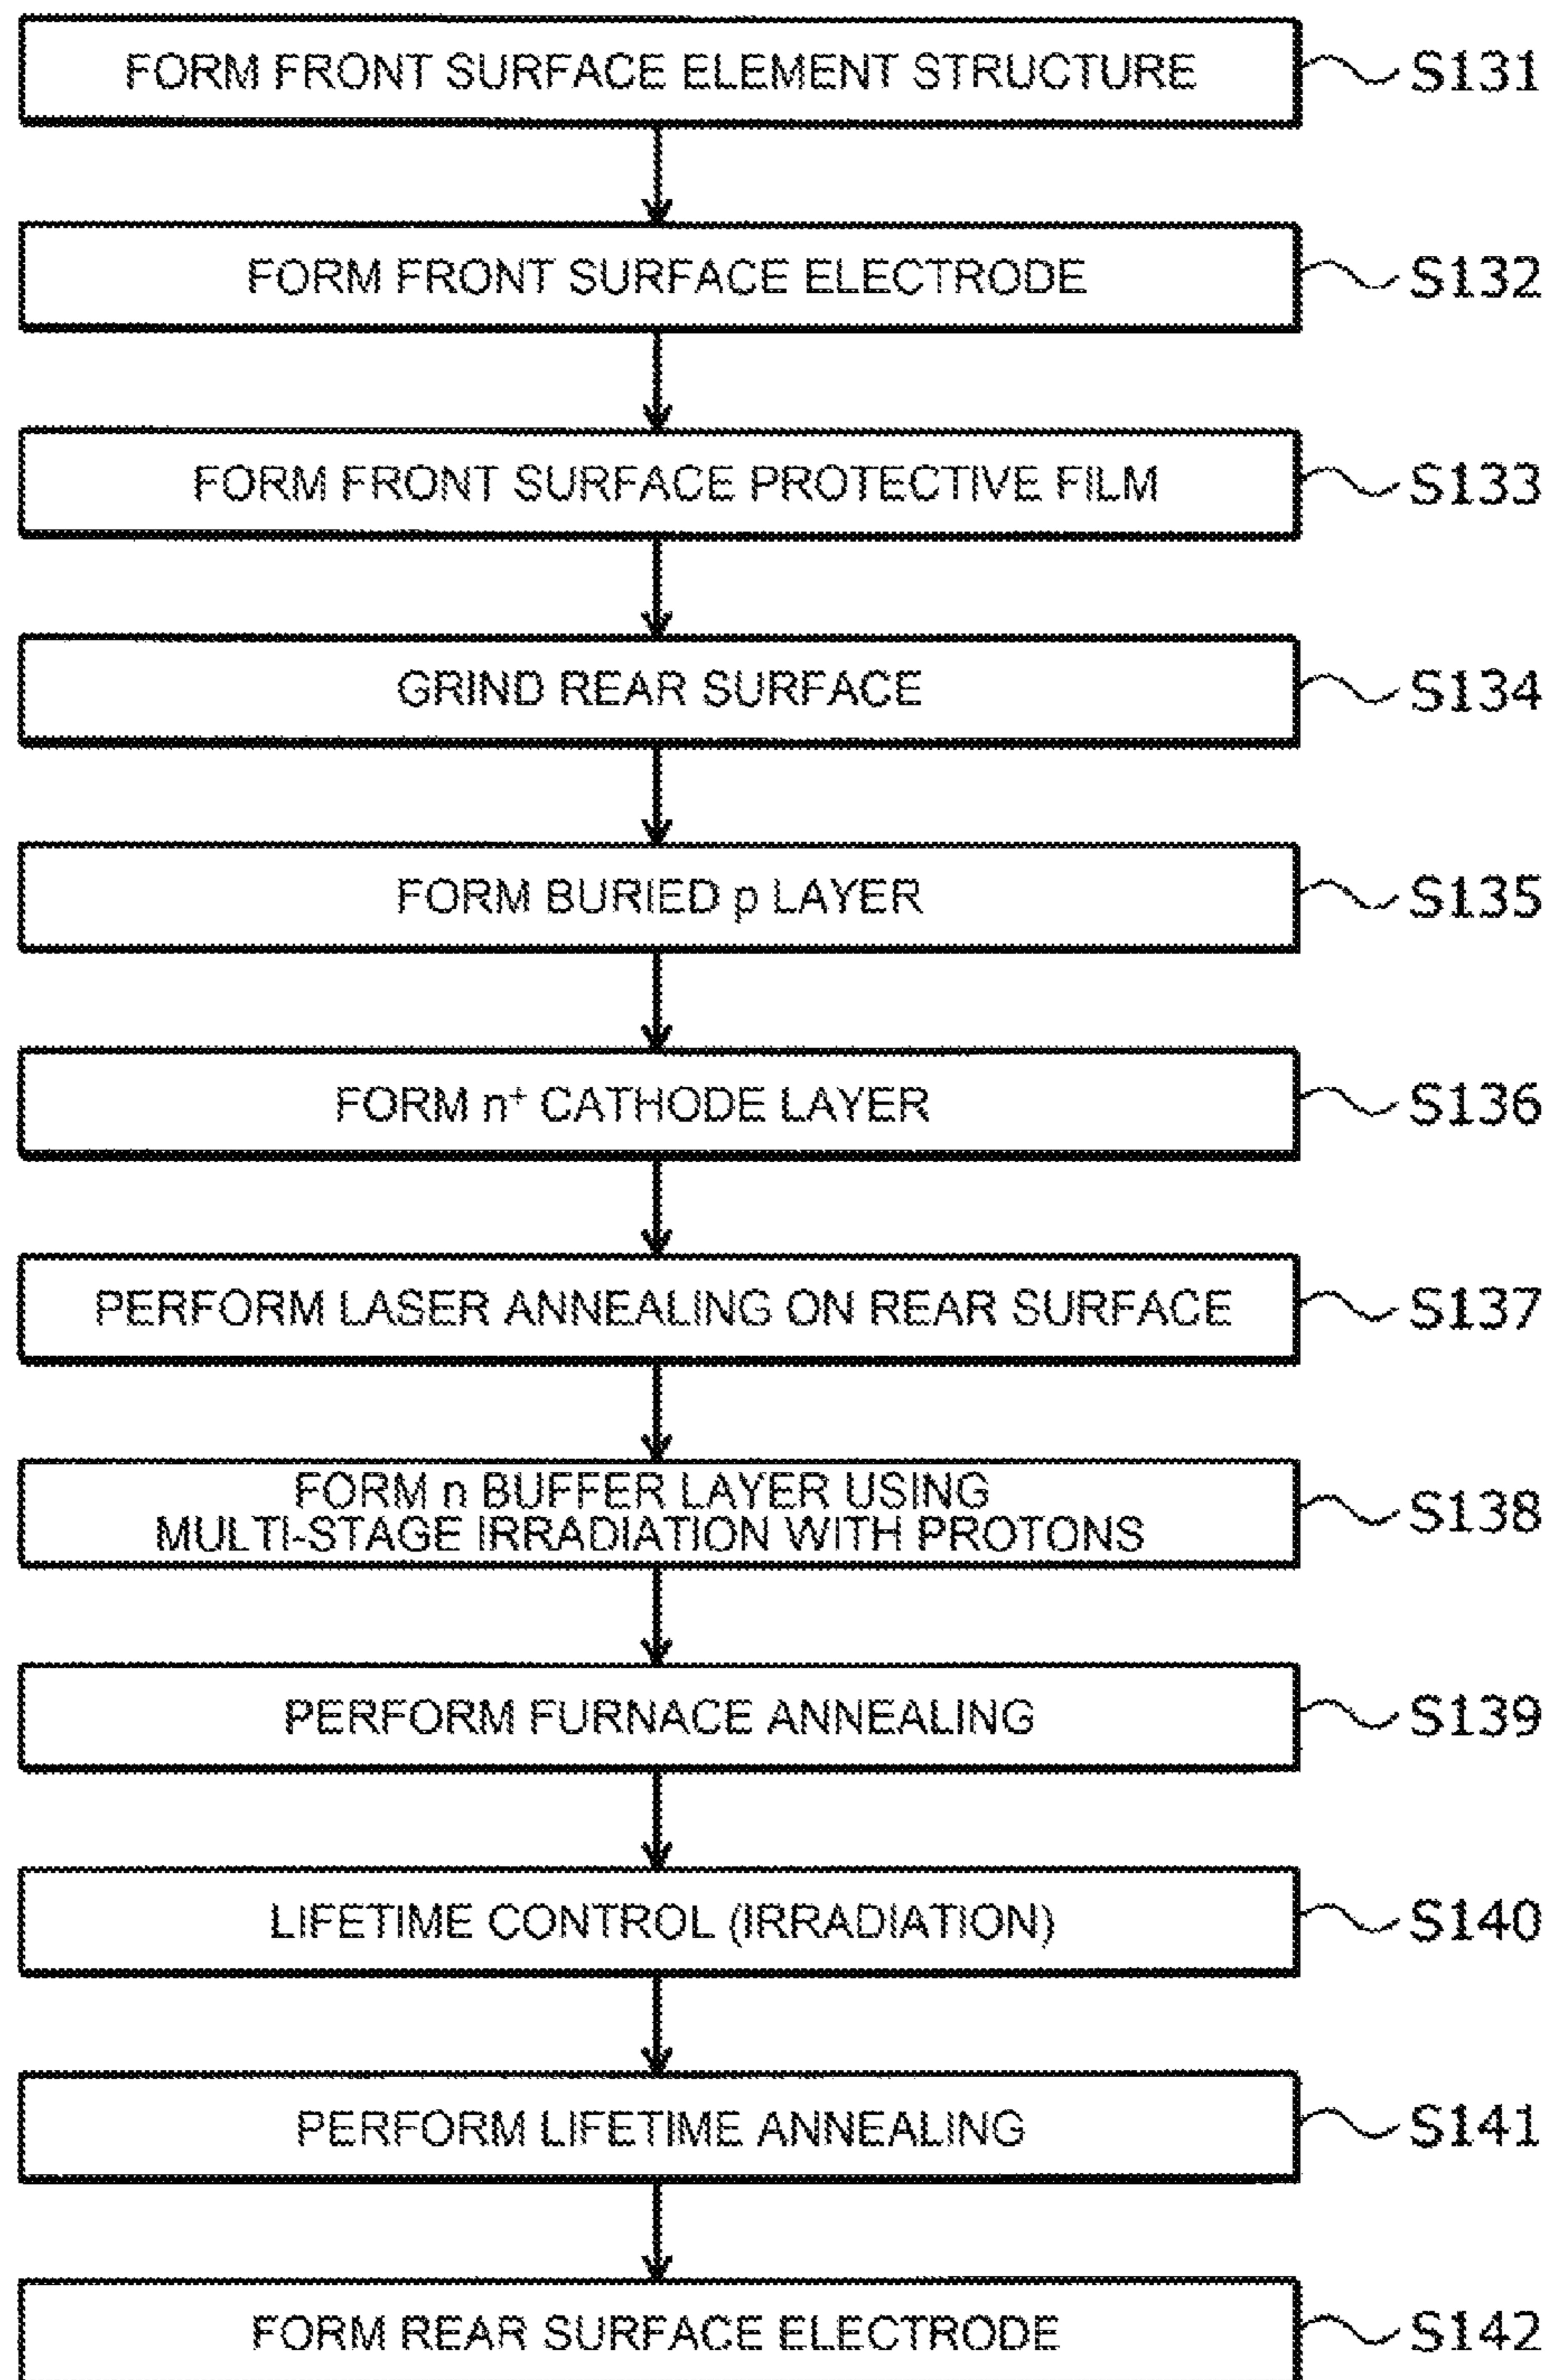 FORM FRONT SURFACE ELEMENT STRUCTURE S131
FORM FRONT SURFACE ELECTRODE S132
FORM FRONT SURFACE PROTECTIVE FILM S133
GRIND REAR SURFACE S134
FORM BURIED p LAYER S135
FORM n⁺ CATHODE LAYER S136
PERFORM LASER ANNEALING ON REAR SURFACE S137
FORM n BUFFER LAYER USING
MULTI-STAGE IRRADIATION WITH PROTONS S138
PERFORM FURNACE ANNEALING S139
LIFETIME CONTROL (IRRADIATION) S140
PERFORM LIFETIME ANNEALING S141
FORM REAR SURFACE ELECTRODE S142